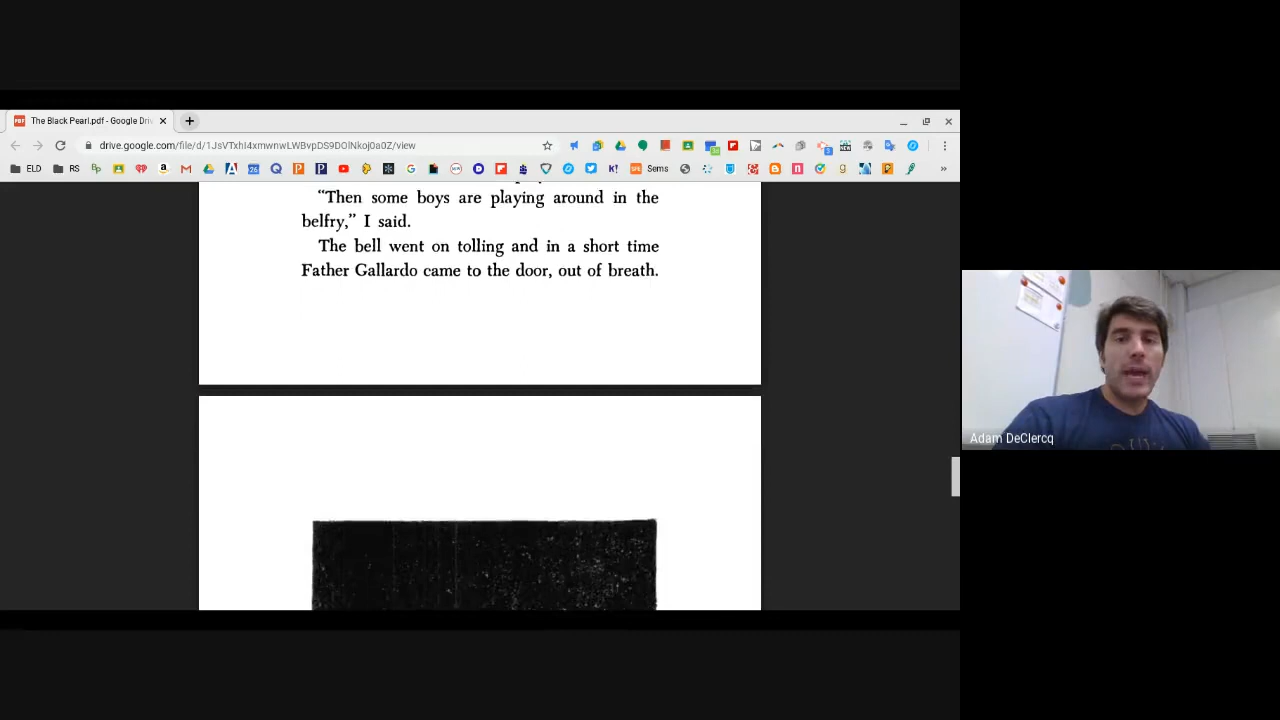 The Black Pearl.pdf - Google Driv
drive.google.com/file/d/1JsVTxhI4xmwnwLWBvpDS9DOlNkoj0a0Z/view
ELD
RS
Sems
"Then some boys are playing around in the
belfry," I said.
The bell went on tolling and in a short time
Father Gallardo came to the door, out of breath.
Adam DeClercq